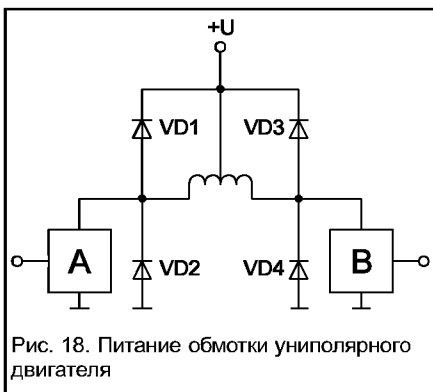 +U
VD1
VD3
A
VD2
VD4
B
Рис. 18. Питание обмотки униполярного
двигателя